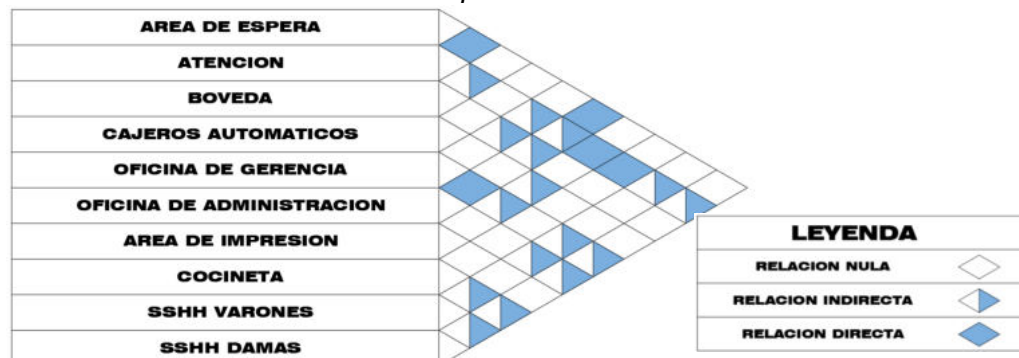 AREA DE ESPERA
ATENCION
BOVEDA
CAJEROS AUTOMATICOS
OFICINA DE GERENCIA
OFICINA DE ADMINISTRACION
AREA DE IMPRESION
COCINETA
SSHH VARONES
SSHH DAMAS
LEYENDA
RELACION NULA
RELACION INDIRECTA
RELACION DIRECTA